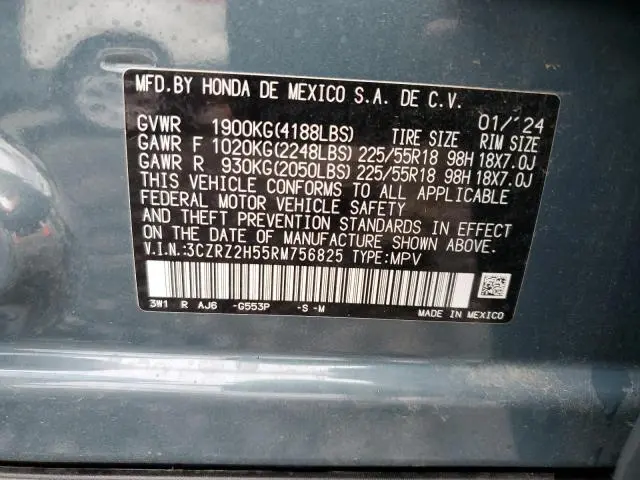 MFD.BY HONDA DE MEXICO S.A. DE C.V.
01/24
GVWR 1900KG(4188LBS) TIRE SIZE RIM SIZE
GAWR F 1020KG(2248LBS) 225/55R18 98H 18X7.0J
GAWR R 930KG(2050LBS) 225/55R18 98H 18X7.0J
THIS VEHICLE CONFORMS TO ALL APPLICABLE
FEDERAL MOTOR VEHICLE SAFETY
AND THEFT PREVENTION STANDARDS IN EFFECT
ON THE DATE OF MANUFACTURE SHOWN ABOVE.
V.I.N.:3CZRZ2H55RM756825 TYPE:MPV
3W1 R AJ6 -G553P -S -M
MADE IN MEXICO